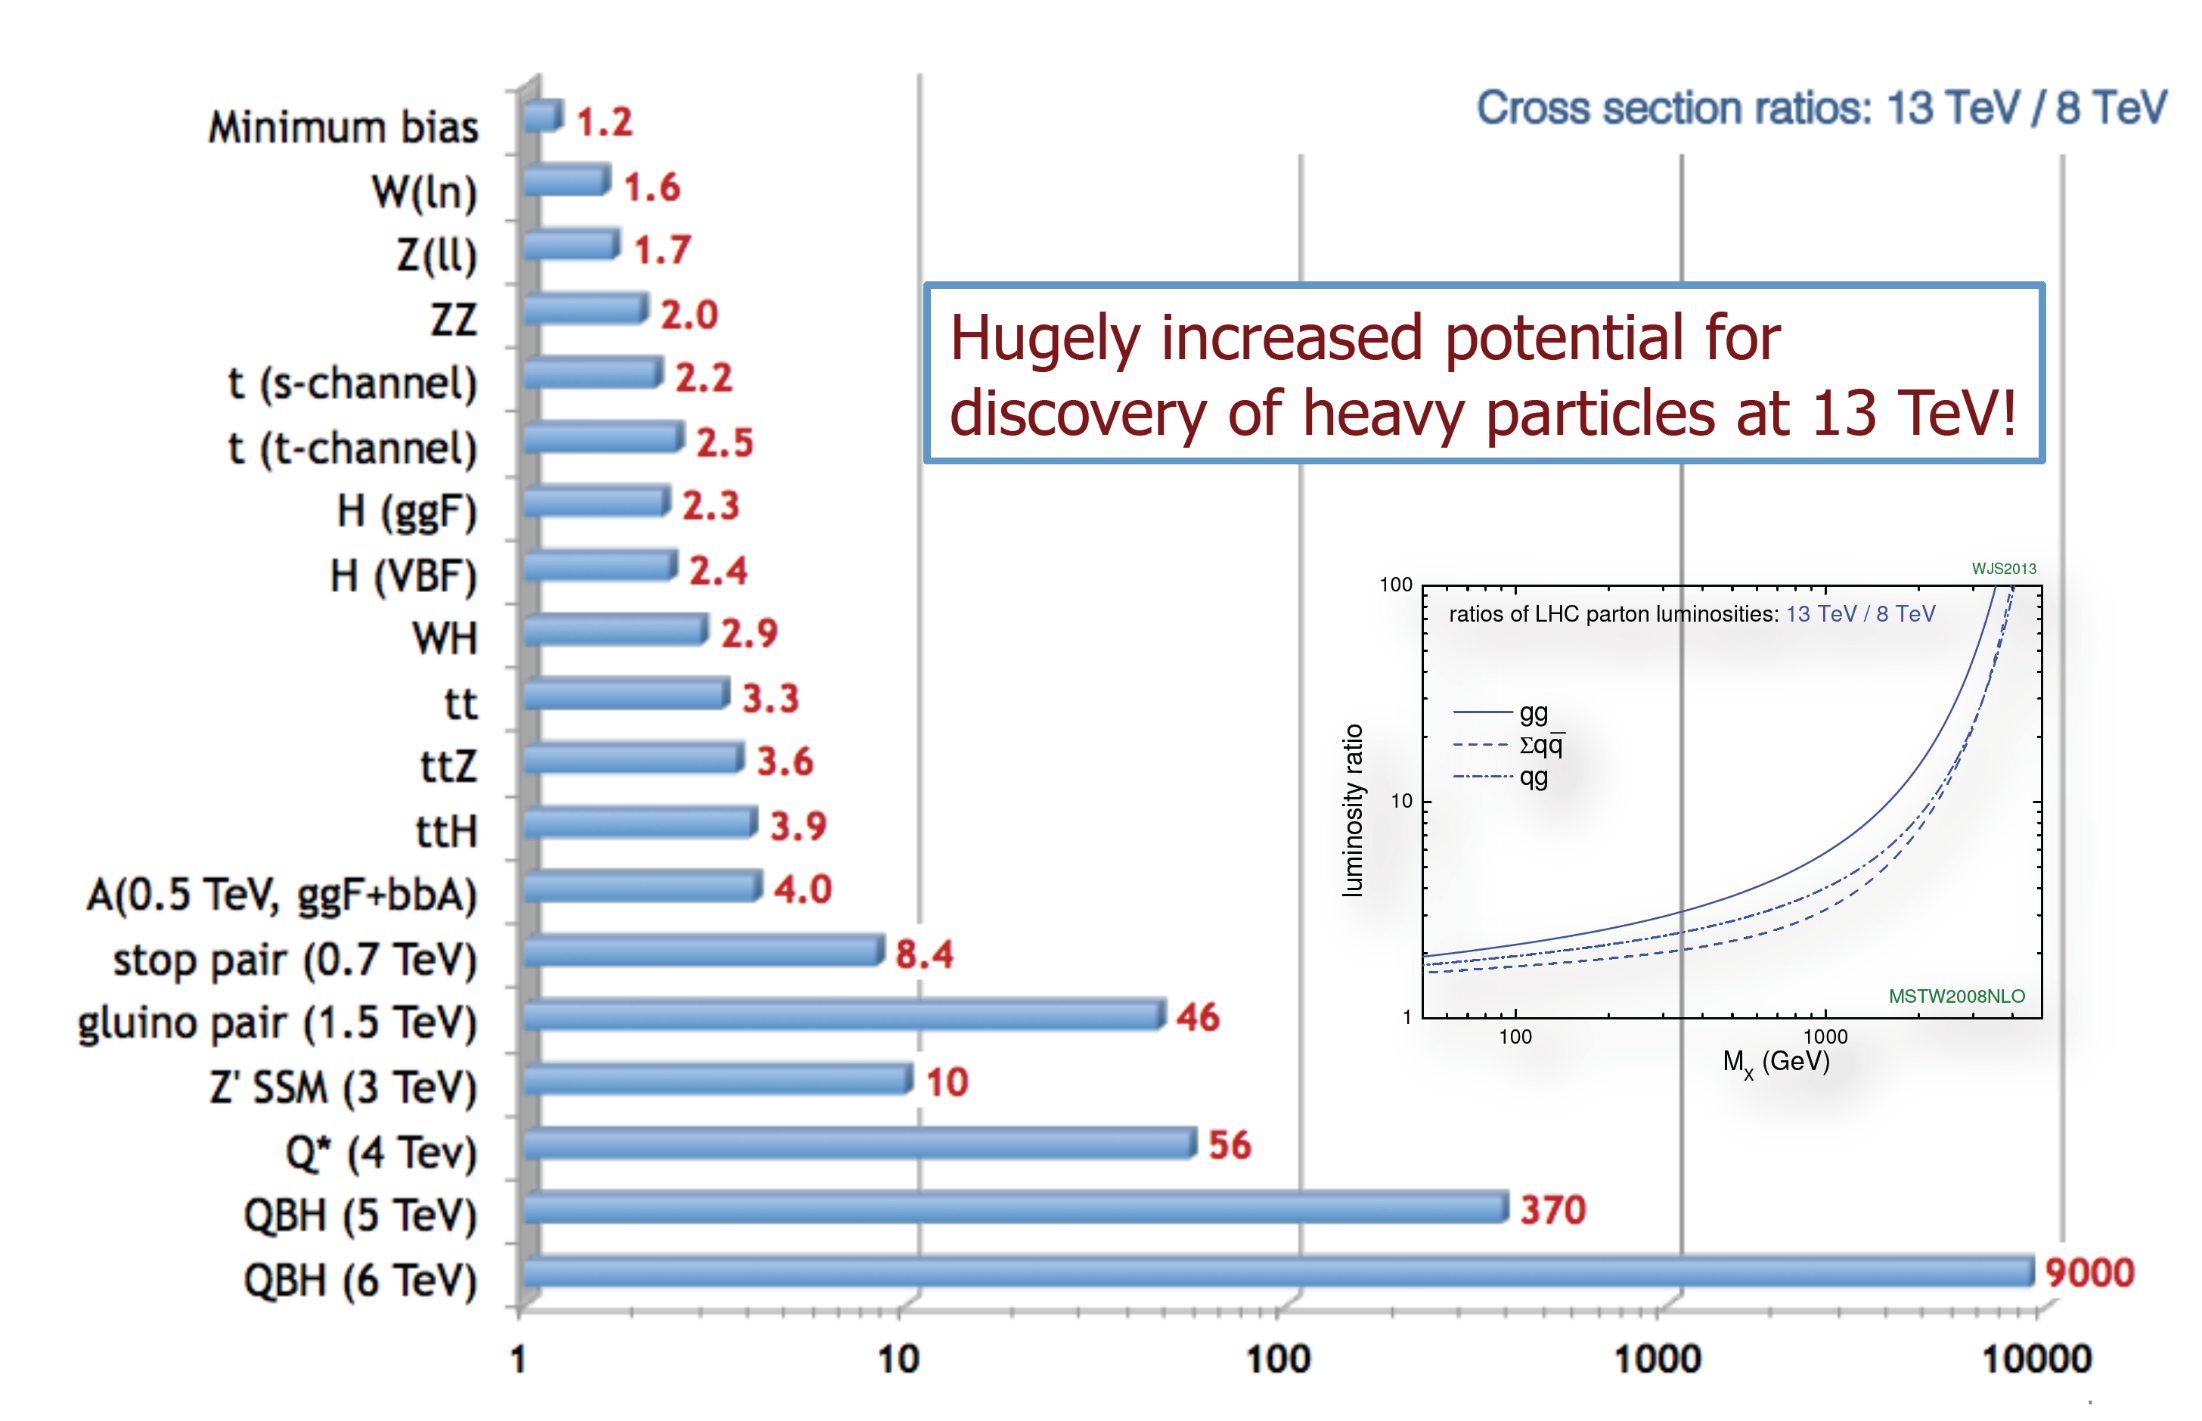 Cross section ratios: 13 TeV / 8 TeV
Minimum bias 1.2
W(ln) 1.6
Z(ll) 1.7
ZZ 2.0
t (s-channel) 2.2
t (t-channel) 2.5
H (ggF) 2.3
H (VBF) 2.4
WH 2.9
tt 3.3
ttZ 3.6
ttH 3.9
A(0.5 TeV, ggF+bbA) 4.0
stop pair (0.7 TeV) 8.4
gluino pair (1.5 TeV) 46
Z' SSM (3 TeV) 10
Q* (4 Tev) 56
QBH (5 TeV) 370
QBH (6 TeV) 9000
1 10 100 1000 10000
Hugely increased potential for
discovery of heavy particles at 13 TeV!
WJS2013
ratios of LHC parton luminosities: 13 TeV / 8 TeV
gg
Σqq̅
qg
luminosity ratio
100
10
1
MSTW2008NLO
100 1000
M_X (GeV)